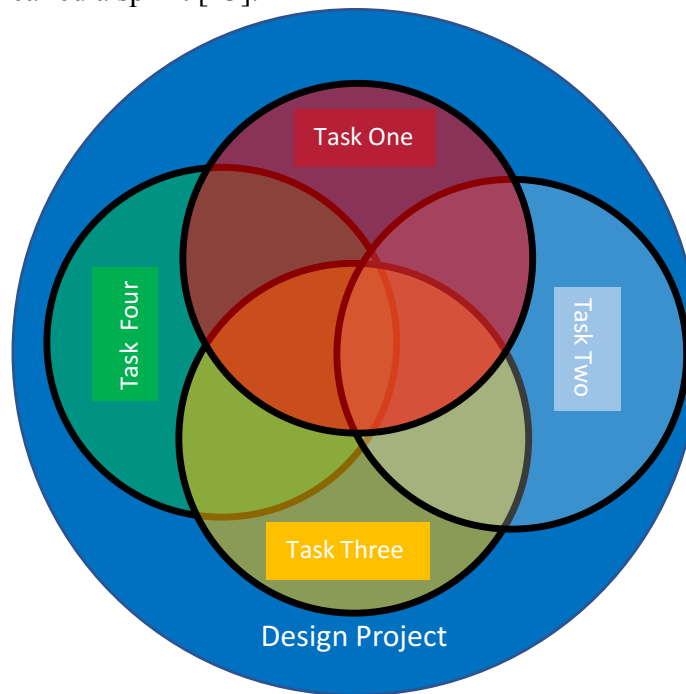 Task One
Task Four
Task Two
Task Three
Design Project